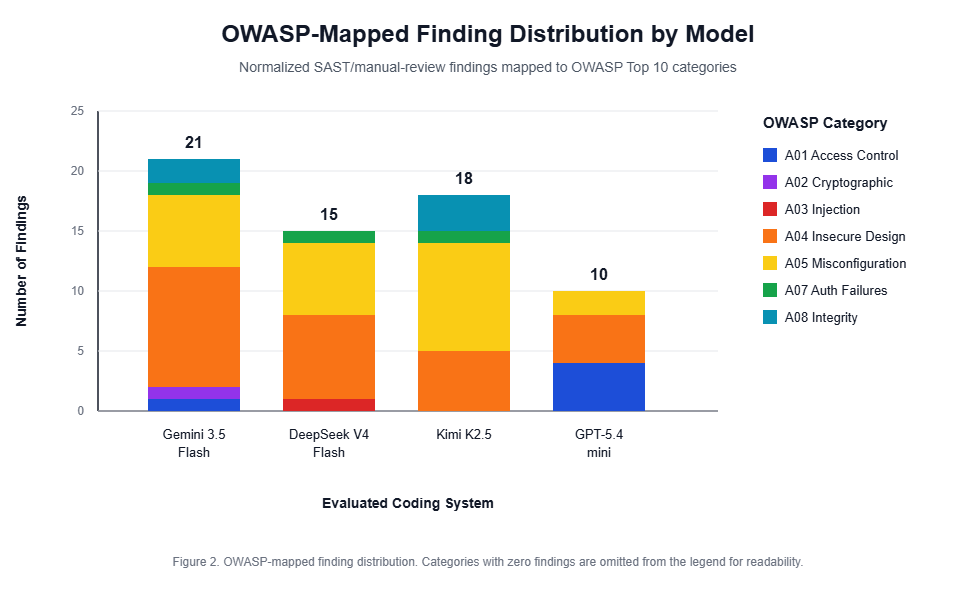 OWASP-Mapped Finding Distribution by Model
Normalized SAST/manual-review findings mapped to OWASP Top 10 categories
25
20
15
10
5
0
Number of Findings
21
15
18
10
Gemini 3.5
Flash
DeepSeek V4
Flash
Kimi K2.5
GPT-5.4
mini
Evaluated Coding System
OWASP Category
A01 Access Control
A02 Cryptographic
A03 Injection
A04 Insecure Design
A05 Misconfiguration
A07 Auth Failures
A08 Integrity
Figure 2. OWASP-mapped finding distribution. Categories with zero findings are omitted from the legend for readability.